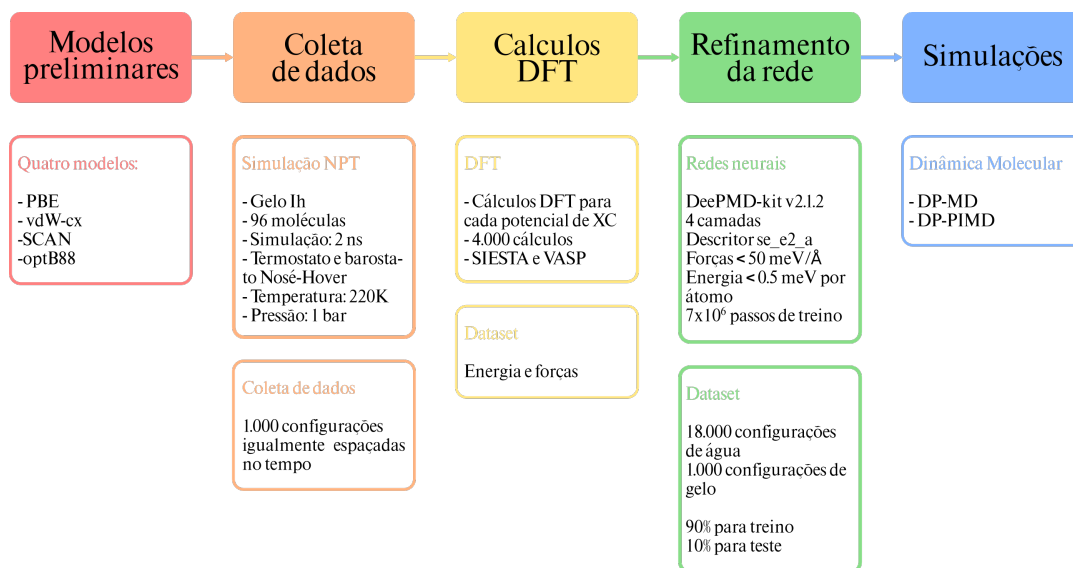 Modelos
preliminares
Coleta
de dados
Calculos
DFT
Refinamento
da rede
Simulações
Quatro modelos:
- PBE
- vdW-cx
-SCAN
-optB88
Simulação NPT
- Gelo Ih
- 96 moléculas
- Simulação: 2 ns
- Termostato e barosta-
to Nosé-Hover
- Temperatura: 220K
- Pressão: 1 bar
Coleta de dados
1.000 configurações
igualmente espaçadas
no tempo
DFT
- Cálculos DFT para
cada potencial de XC
- 4.000 cálculos
- SIESTA e VASP
Dataset
Energia e forças
Redes neurais
DeePMD-kit v2.1.2
4 camadas
Descritor se_e2_a
Forças < 50 meV/Å
Energia < 0.5 meV por
átomo
7x10⁶ passos de treino
Dataset
18.000 configurações
de água
1.000 configurações de
gelo
90% para treino
10% para teste
Dinâmica Molecular
- DP-MD
- DP-PIMD